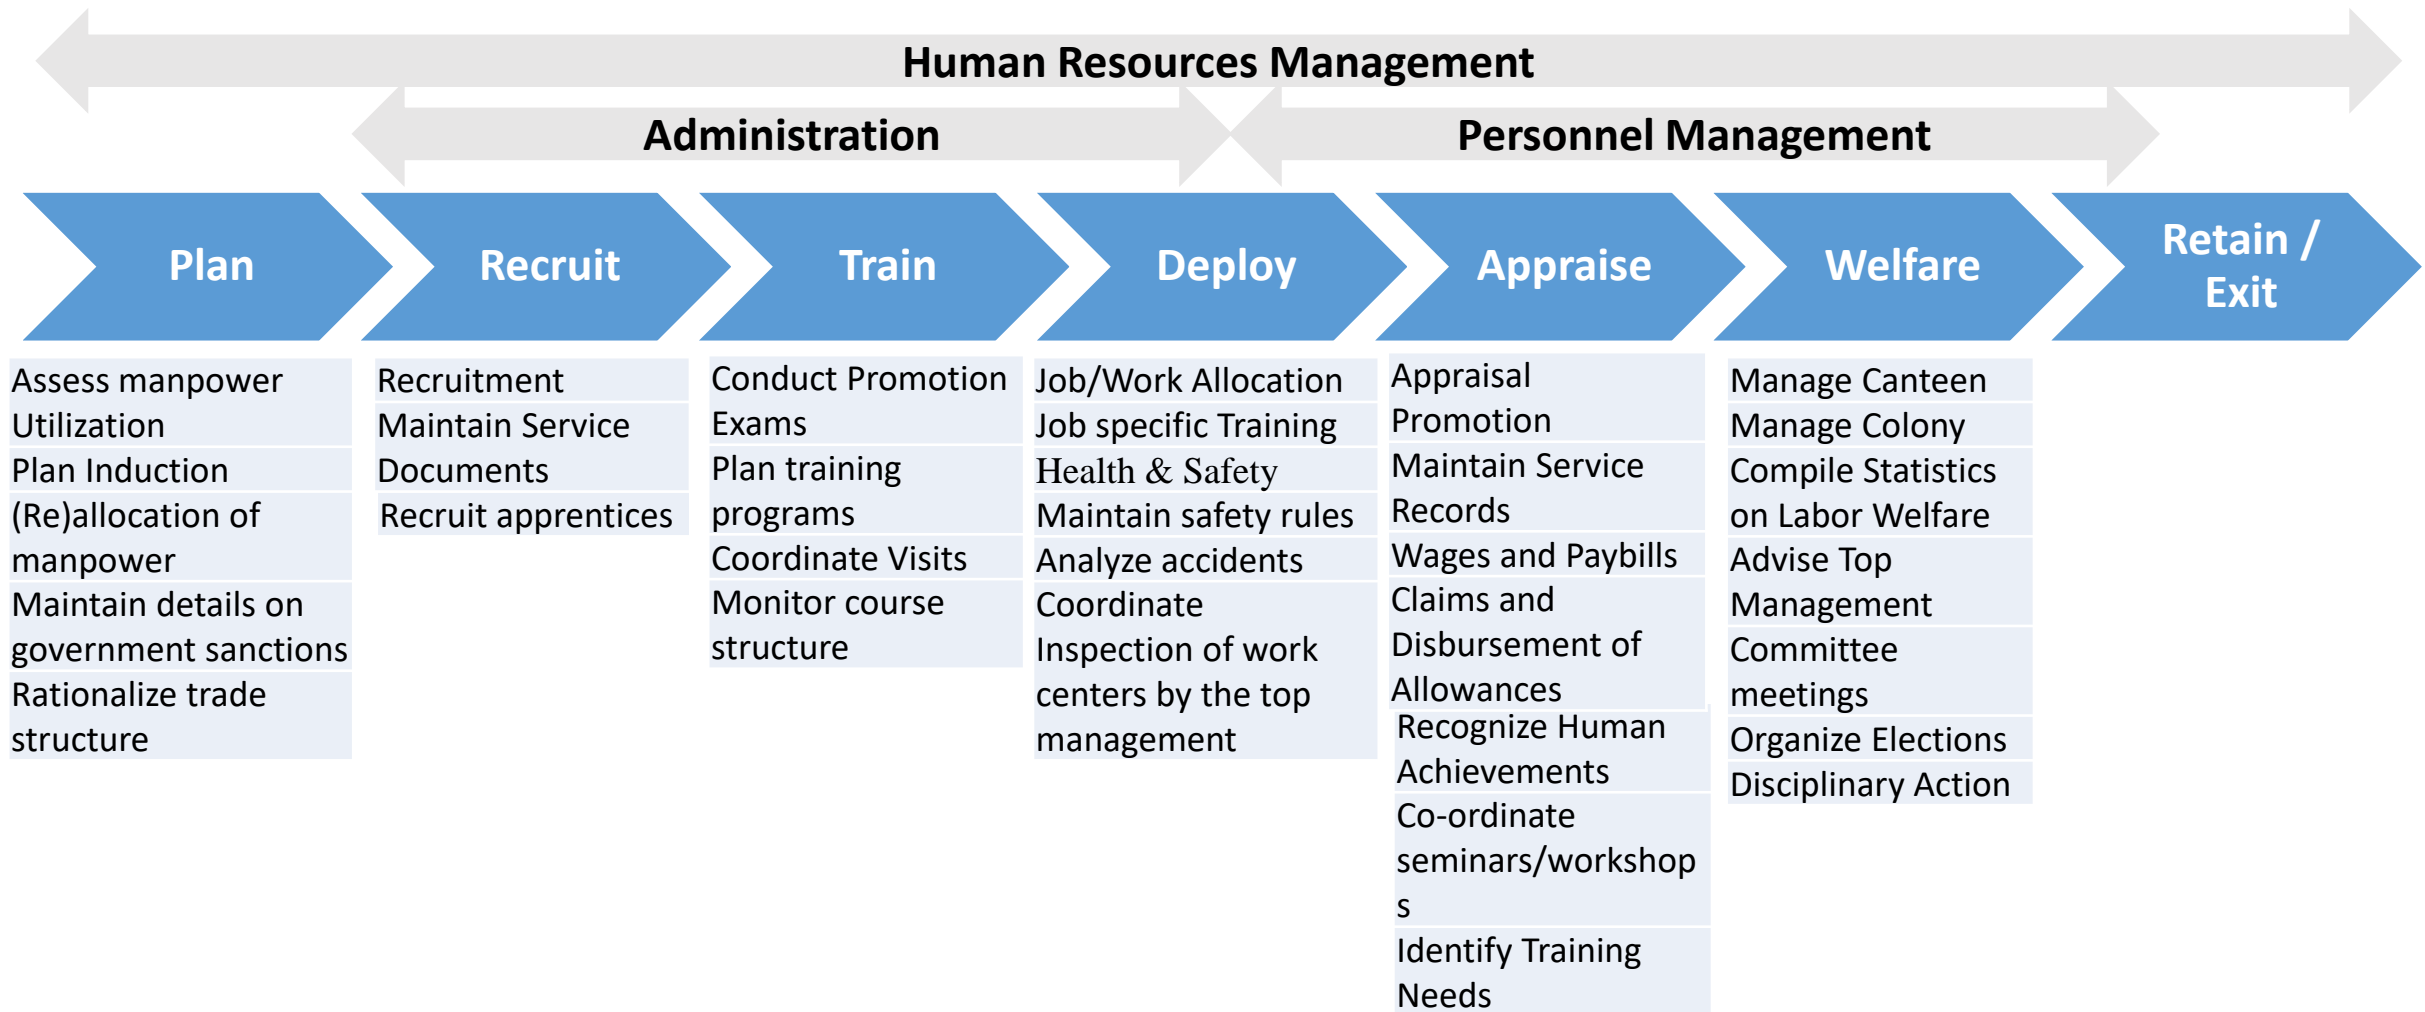 Human Resources Management
Administration
Personnel Management
Plan
Recruit
Train
Deploy
Appraise
Welfare
Retain /
Exit
Assess manpower
Utilization
Plan Induction
(Re)allocation of
manpower
Maintain details on
government sanctions
Rationalize trade
structure
Recruitment
Maintain Service
Documents
Recruit apprentices
Conduct Promotion
Exams
Plan training
programs
Coordinate Visits
Monitor course
structure
Job/Work Allocation
Job specific Training
Health & Safety
Maintain safety rules
Analyze accidents
Coordinate
Inspection of work
centers by the top
management
Appraisal
Promotion
Maintain Service
Records
Wages and Paybills
Claims and
Disbursement of
Allowances
Recognize Human
Achievements
Co-ordinate
seminars/workshop
s
Identify Training
Needs
Manage Canteen
Manage Colony
Compile Statistics
on Labor Welfare
Advise Top
Management
Committee
meetings
Organize Elections
Disciplinary Action